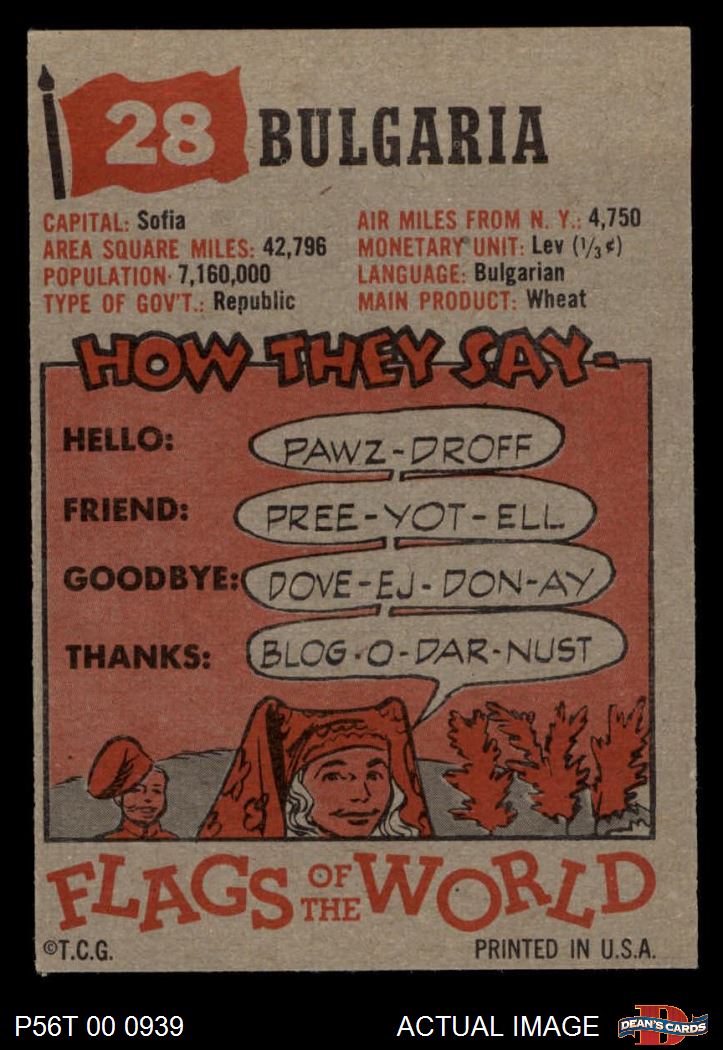 28 BULGARIA
CAPITAL: Sofia
AREA SQUARE MILES: 42,796
POPULATION· 7,160,000
TYPE OF GOV'T.: Republic
AIR MILES FROM N. Y.: 4,750
MONETARY UNIT: Lev (1/3¢)
LANGUAGE: Bulgarian
MAIN PRODUCT: Wheat
HOW THEY SAY-
HELLO: PAWZ-DROFF
FRIEND: PREE-YOT-ELL
GOODBYE: DOVE-EJ-DON-AY
THANKS: BLOG-O-DAR-NUST
FLAGS OF THE WORLD
©T.C.G. PRINTED IN U.S.A.
P56T 00 0939 ACTUAL IMAGE DEAN'S CARDS